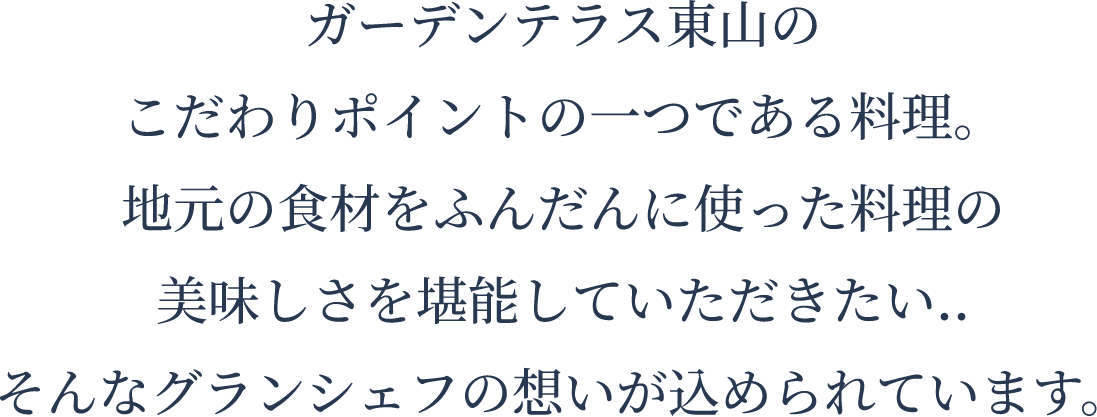 ガーデンテラス東山の
こだわりポイントの一つである料理。
地元の食材をふんだんに使った料理の
美味しさを堪能していただきたい..
そんなグランシェフの想いが込められています。